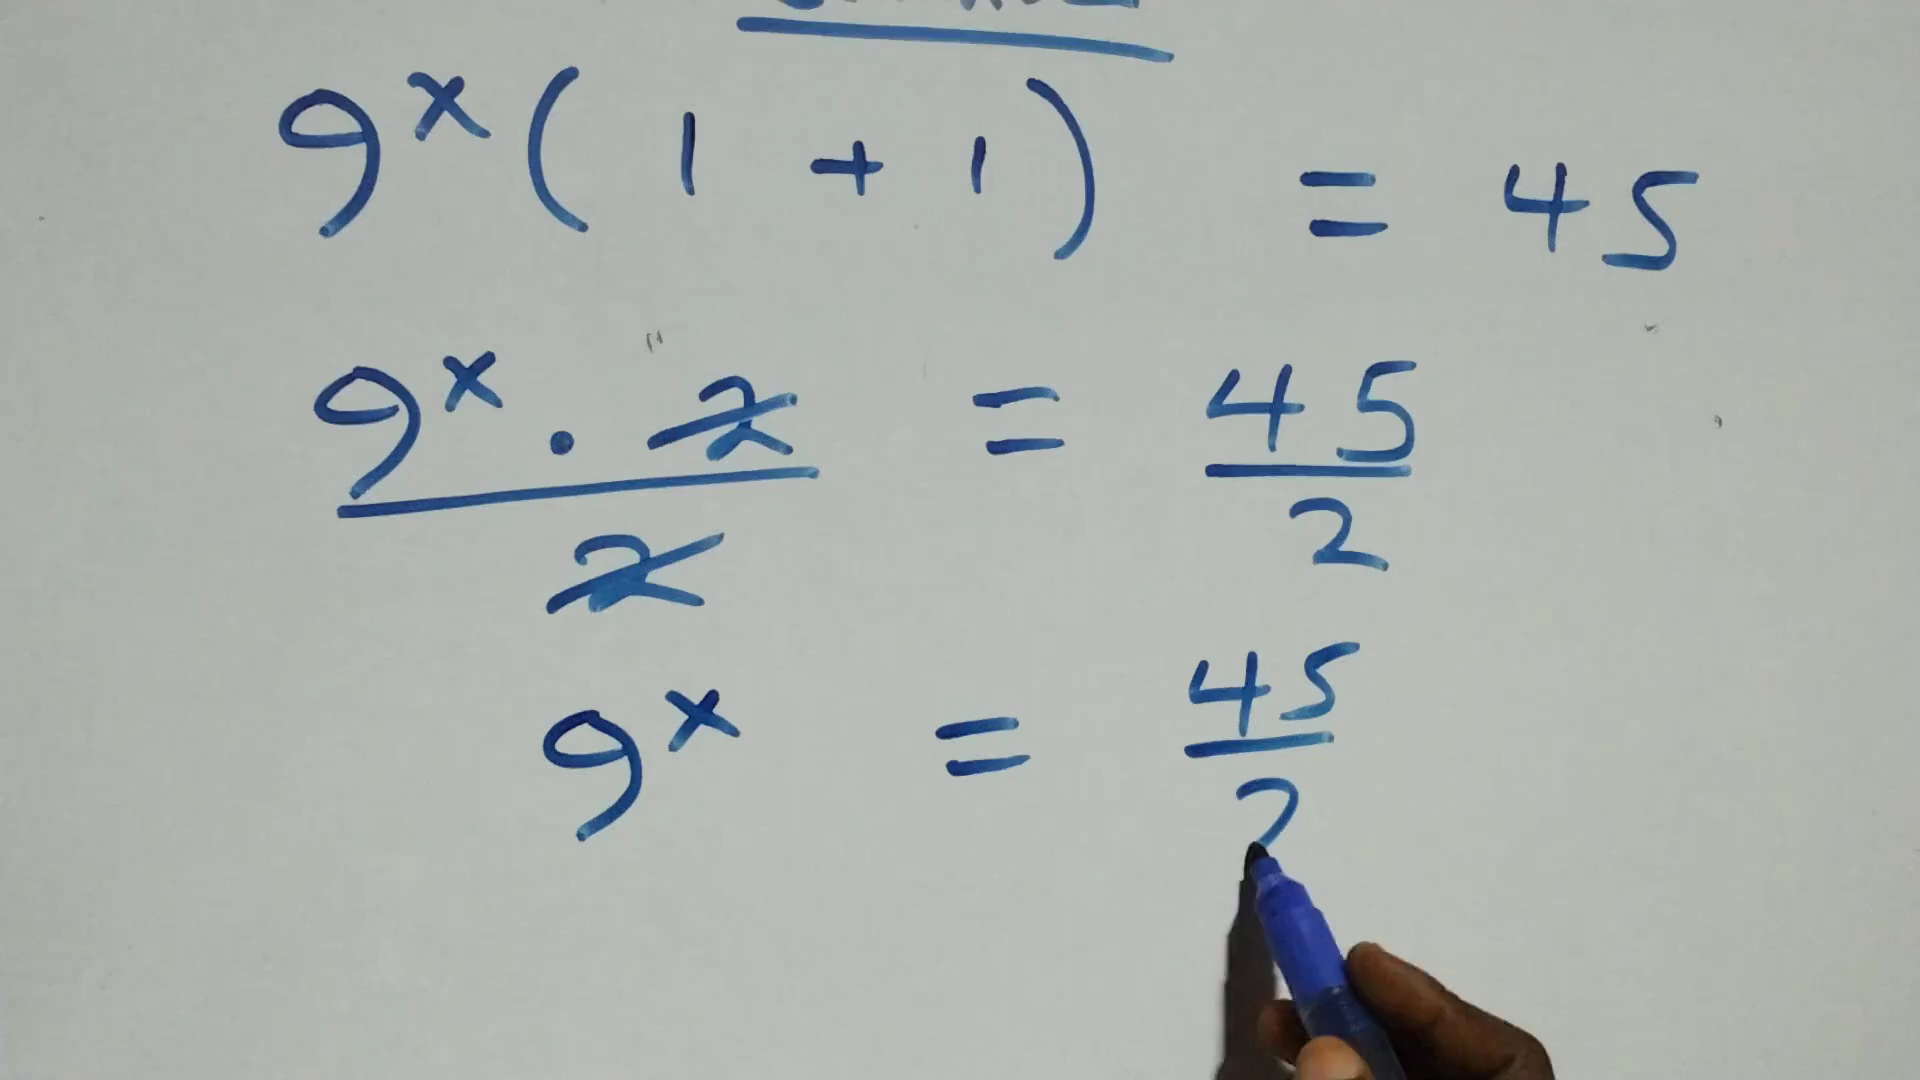 9^x ( 1 + 1 ) = 45
9^x · 2 / 2 = 45 / 2
9^x = 45 / 2